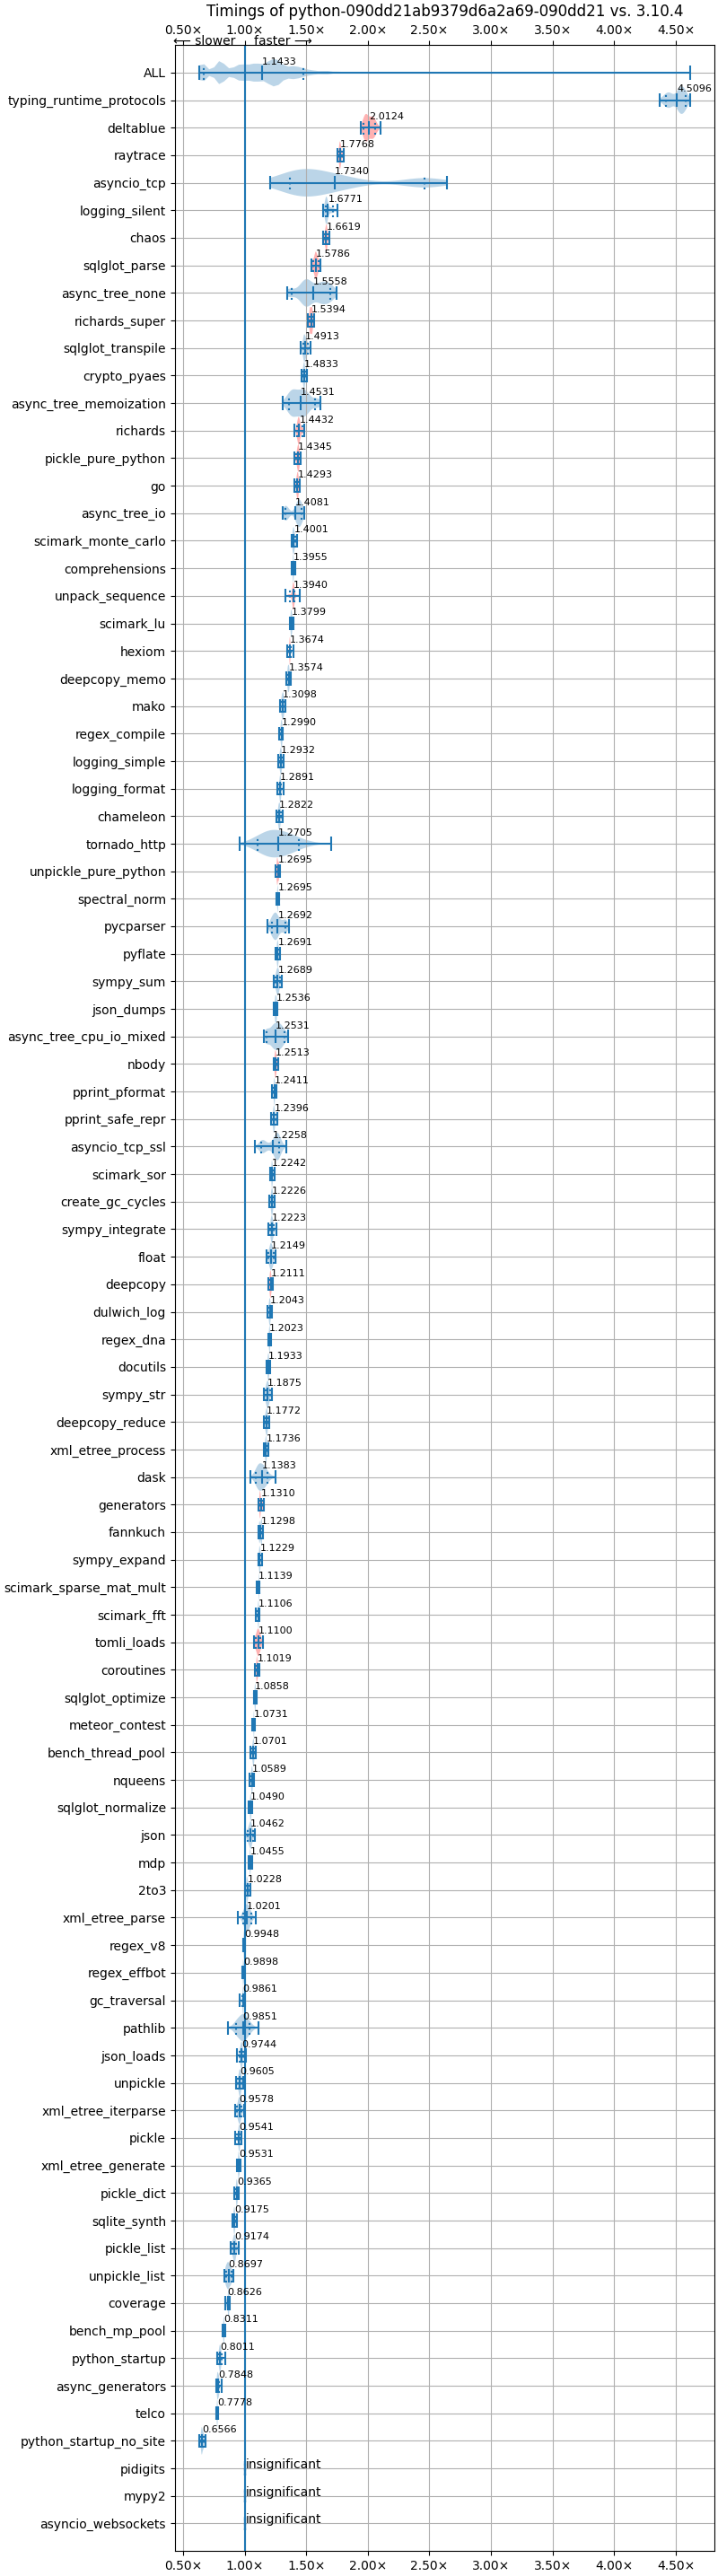 Timings of python-090dd21ab9379d6a2a69-090dd21 vs. 3.10.4
0.50× 1.00× 1.50× 2.00× 2.50× 3.00× 3.50× 4.00× 4.50×
⟵ slower faster ⟶
ALL 1.1433
typing_runtime_protocols 4.5096
deltablue 2.0124
raytrace 1.7768
asyncio_tcp 1.7340
logging_silent 1.6771
chaos 1.6619
sqlglot_parse 1.5786
async_tree_none 1.5558
richards_super 1.5394
sqlglot_transpile 1.4913
crypto_pyaes 1.4833
async_tree_memoization 1.4531
richards 1.4432
pickle_pure_python 1.4345
go 1.4293
async_tree_io 1.4081
scimark_monte_carlo 1.4001
comprehensions 1.3955
unpack_sequence 1.3940
scimark_lu 1.3799
hexiom 1.3674
deepcopy_memo 1.3574
mako 1.3098
regex_compile 1.2990
logging_simple 1.2932
logging_format 1.2891
chameleon 1.2822
tornado_http 1.2705
unpickle_pure_python 1.2695
spectral_norm 1.2695
pycparser 1.2692
pyflate 1.2691
sympy_sum 1.2689
json_dumps 1.2536
async_tree_cpu_io_mixed 1.2531
nbody 1.2513
pprint_pformat 1.2411
pprint_safe_repr 1.2396
asyncio_tcp_ssl 1.2258
scimark_sor 1.2242
create_gc_cycles 1.2226
sympy_integrate 1.2223
float 1.2149
deepcopy 1.2111
dulwich_log 1.2043
regex_dna 1.2023
docutils 1.1933
sympy_str 1.1875
deepcopy_reduce 1.1772
xml_etree_process 1.1736
dask 1.1383
generators 1.1310
fannkuch 1.1298
sympy_expand 1.1229
scimark_sparse_mat_mult 1.1139
scimark_fft 1.1106
tomli_loads 1.1100
coroutines 1.1019
sqlglot_optimize 1.0858
meteor_contest 1.0731
bench_thread_pool 1.0701
nqueens 1.0589
sqlglot_normalize 1.0490
json 1.0462
mdp 1.0455
2to3 1.0228
xml_etree_parse 1.0201
regex_v8 0.9948
regex_effbot 0.9898
gc_traversal 0.9861
pathlib 0.9851
json_loads 0.9744
unpickle 0.9605
xml_etree_iterparse 0.9578
pickle 0.9541
xml_etree_generate 0.9531
pickle_dict 0.9365
sqlite_synth 0.9175
pickle_list 0.9174
unpickle_list 0.8697
coverage 0.8626
bench_mp_pool 0.8311
python_startup 0.8011
async_generators 0.7848
telco 0.7778
python_startup_no_site 0.6566
pidigits insignificant
mypy2 insignificant
asyncio_websockets insignificant
0.50× 1.00× 1.50× 2.00× 2.50× 3.00× 3.50× 4.00× 4.50×